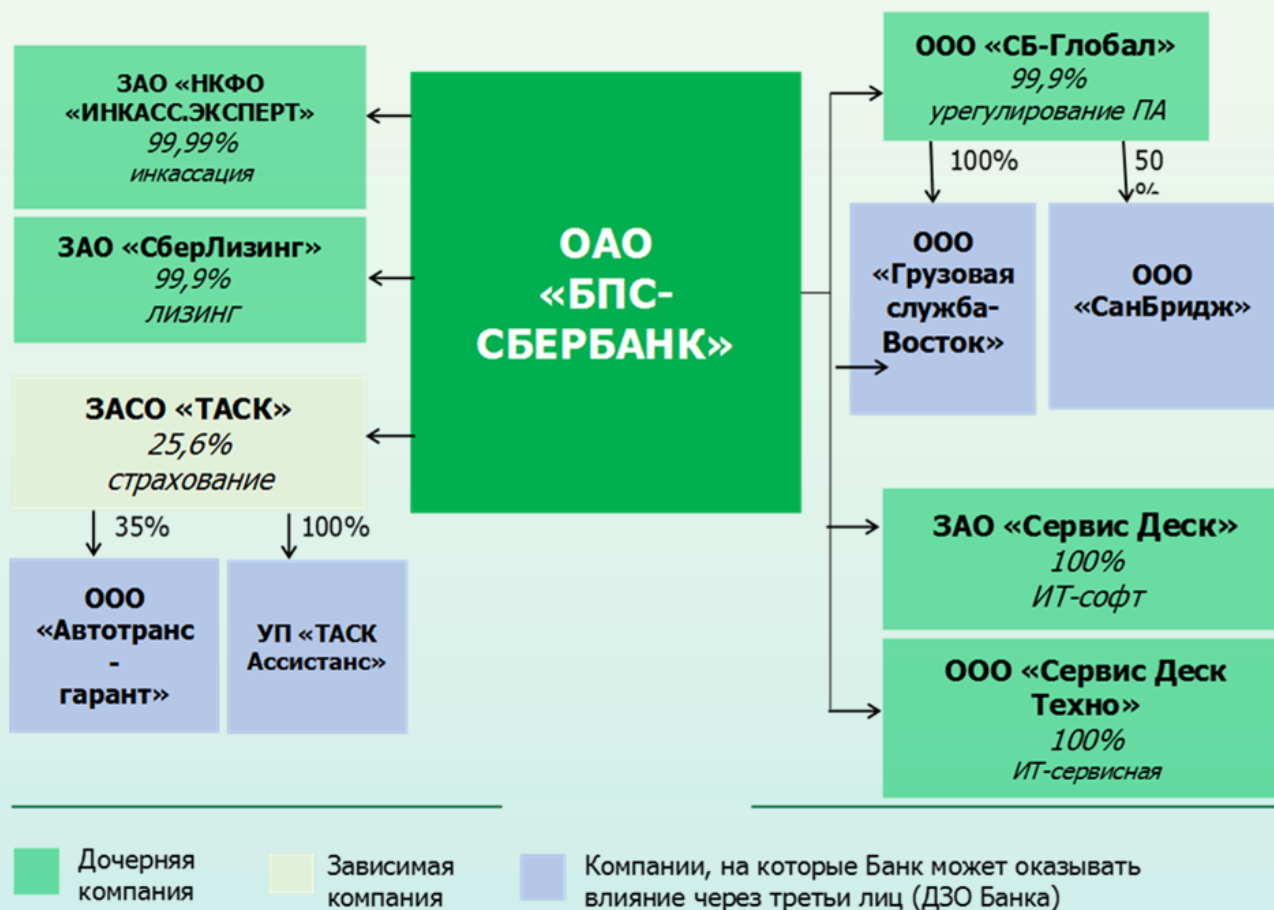 ЗАО «НКФО
«ИНКАСС.ЭКСПЕРТ»
99,99%
инкассация
ЗАО «СберЛизинг»
99,9%
лизинг
ЗАСО «ТАСК»
25,6%
страхование
35%
100%
ООО
«Автотранс
-
гарант»
УП «ТАСК
Ассистанс»
ОАО
«БПС-
СБЕРБАНК»
ООО «СБ-Глобал»
99,9%
урегулирование ПА
100%
50
%
ООО
«Грузовая
служба-
Восток»
ООО
«СанБридж»
ЗАО «Сервис Деск»
100%
ИТ-софт
ООО «Сервис Деск
Техно»
100%
ИТ-сервисная
Дочерняя
компания
Зависимая
компания
Компании, на которые Банк может оказывать
влияние через третьи лиц (ДЗО Банка)